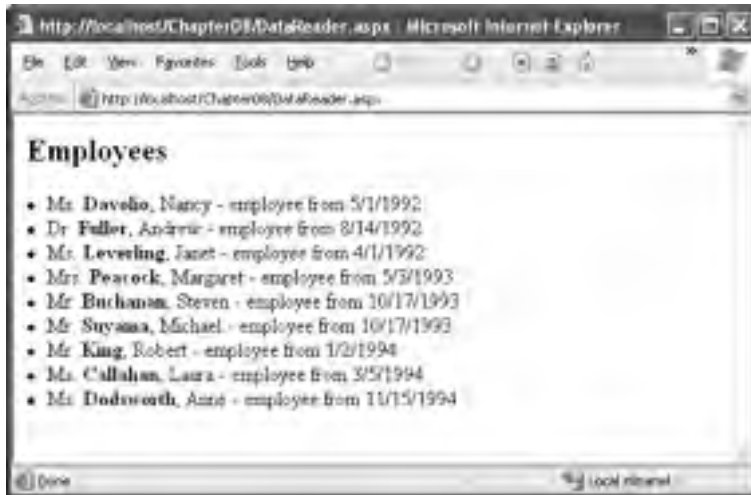 http://localhost/Chapter08/DataReader.aspx - Microsoft Internet Explorer
File Edit View Favorites Tools Help
Address http://localhost/Chapter08/DataReader.aspx
Employees
• Ms. Davolio, Nancy - employee from 5/1/1992
• Dr. Fuller, Andrew - employee from 8/14/1992
• Ms. Leverling, Janet - employee from 4/1/1992
• Mrs. Peacock, Margaret - employee from 5/3/1993
• Mr. Buchanan, Steven - employee from 10/17/1993
• Mr. Suyama, Michael - employee from 10/17/1993
• Mr. King, Robert - employee from 1/2/1994
• Ms. Callahan, Laura - employee from 3/5/1994
• Ms. Dodsworth, Anne - employee from 11/15/1994
Done
Local intranet